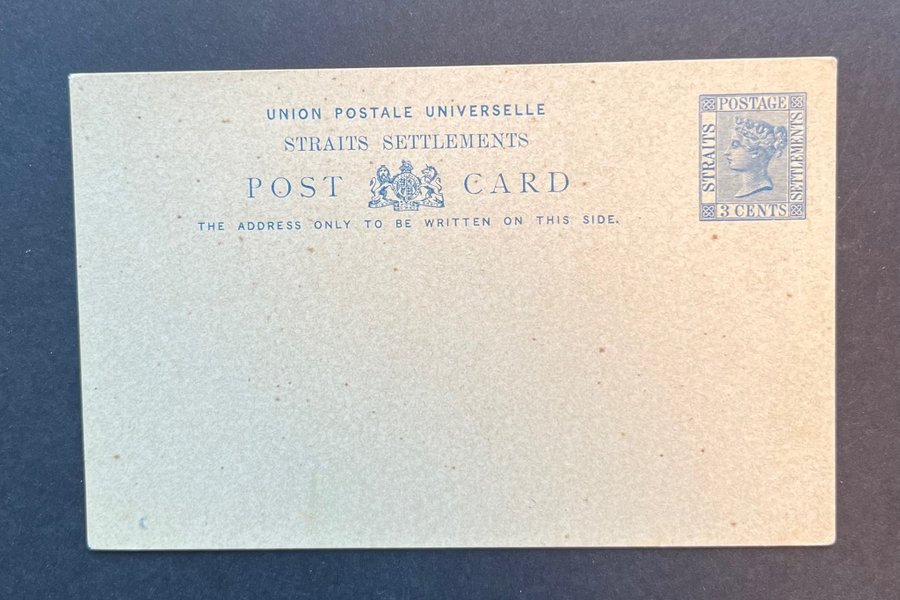 UNION POSTALE UNIVERSELLE
STRAITS SETTLEMENTS
POST CARD
THE ADDRESS ONLY TO BE WRITTEN ON THIS SIDE.
POSTAGE
STRAITS
SETTLEMENTS
3 CENTS